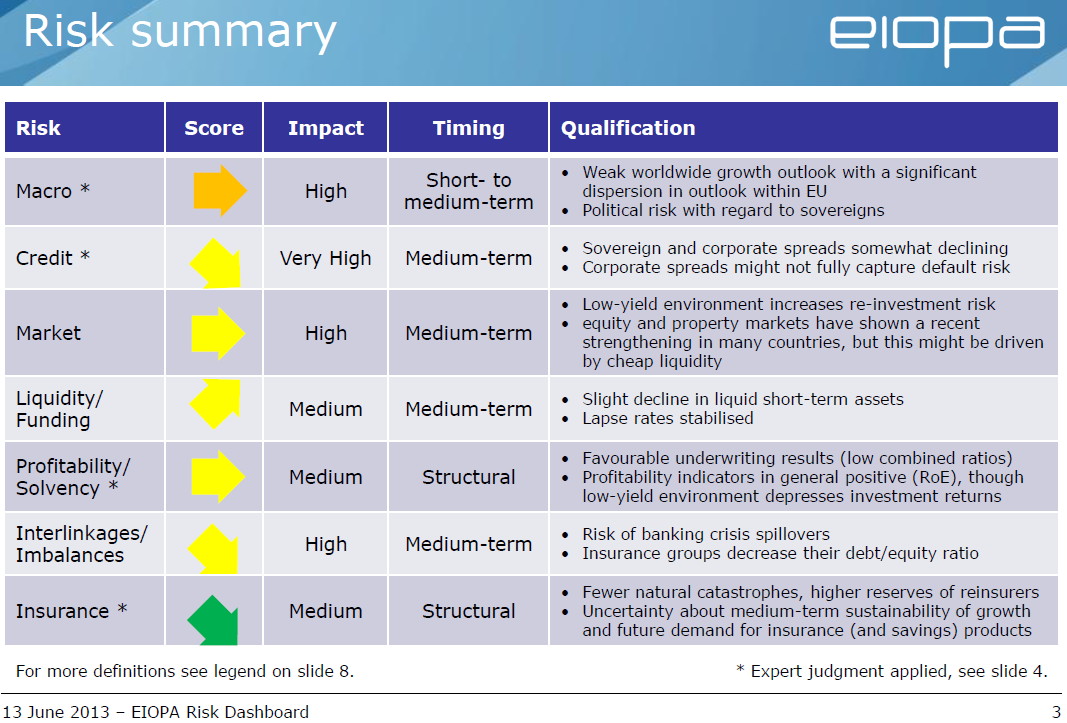 Risk summary
eiopa
Risk Score Impact Timing Qualification
Macro * High Short- to
medium-term
• Weak worldwide growth outlook with a significant
dispersion in outlook within EU
• Political risk with regard to sovereigns
Credit * Very High Medium-term
• Sovereign and corporate spreads somewhat declining
• Corporate spreads might not fully capture default risk
Market High Medium-term
• Low-yield environment increases re-investment risk
• equity and property markets have shown a recent
strengthening in many countries, but this might be driven
by cheap liquidity
Liquidity/
Funding
Medium Medium-term
• Slight decline in liquid short-term assets
• Lapse rates stabilised
Profitability/
Solvency *
Medium Structural
• Favourable underwriting results (low combined ratios)
• Profitability indicators in general positive (RoE), though
low-yield environment depresses investment returns
Interlinkages/
Imbalances
High Medium-term
• Risk of banking crisis spillovers
• Insurance groups decrease their debt/equity ratio
Insurance * Medium Structural
• Fewer natural catastrophes, higher reserves of reinsurers
• Uncertainty about medium-term sustainability of growth
and future demand for insurance (and savings) products
For more definitions see legend on slide 8.
* Expert judgment applied, see slide 4.
13 June 2013 – EIOPA Risk Dashboard
3